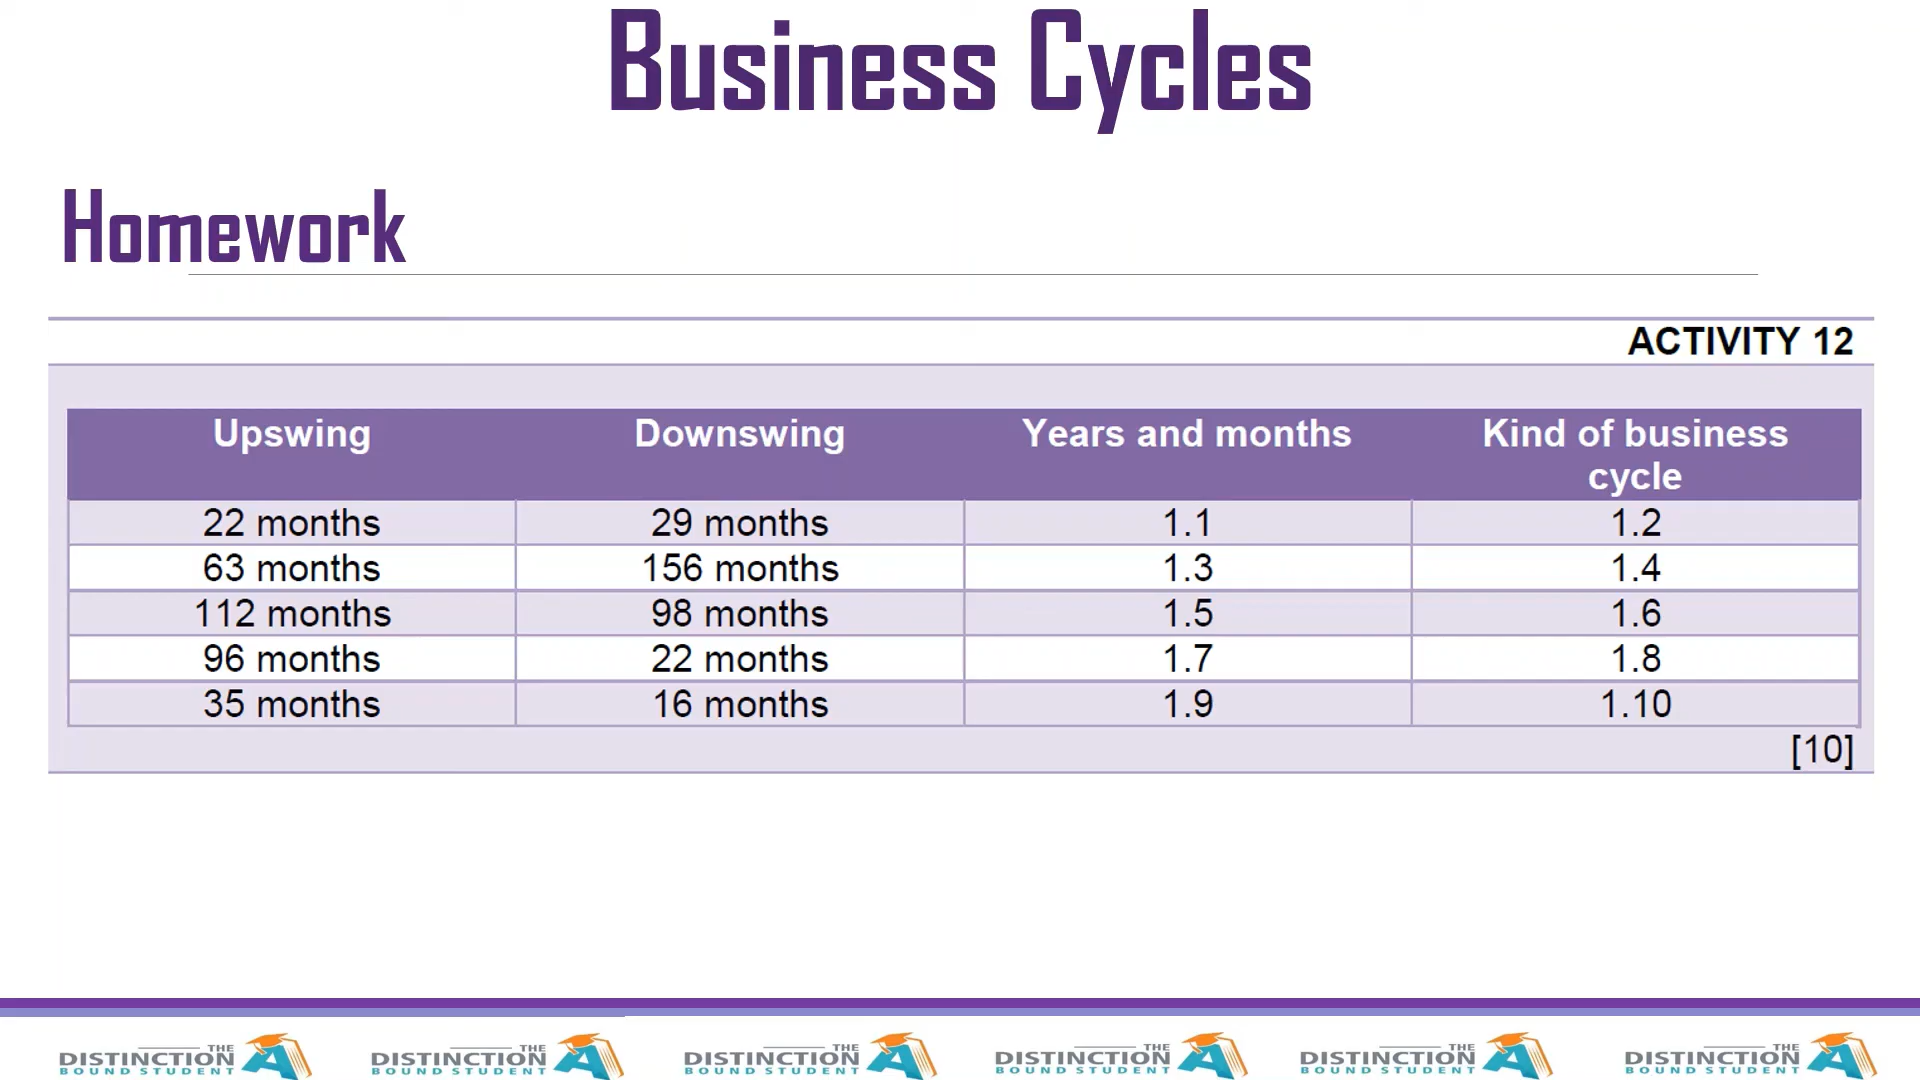 Business Cycles
Homework
ACTIVITY 12
Upswing Downswing Years and months Kind of business cycle
22 months 29 months 1.1 1.2
63 months 156 months 1.3 1.4
112 months 98 months 1.5 1.6
96 months 22 months 1.7 1.8
35 months 16 months 1.9 1.10
[10]
THE DISTINCTION BOUND STUDENT A
THE DISTINCTION BOUND STUDENT A
THE DISTINCTION BOUND STUDENT A
THE DISTINCTION BOUND STUDENT A
THE DISTINCTION BOUND STUDENT A
THE DISTINCTION BOUND STUDENT A